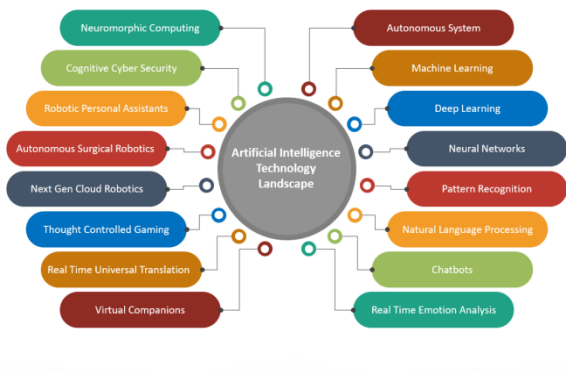 Neuromorphic Computing
Cognitive Cyber Security
Robotic Personal Assistants
Autonomous Surgical Robotics
Next Gen Cloud Robotics
Thought Controlled Gaming
Real Time Universal Translation
Virtual Companions
Artificial Intelligence
Technology
Landscape
Autonomous System
Machine Learning
Deep Learning
Neural Networks
Pattern Recognition
Natural Language Processing
Chatbots
Real Time Emotion Analysis